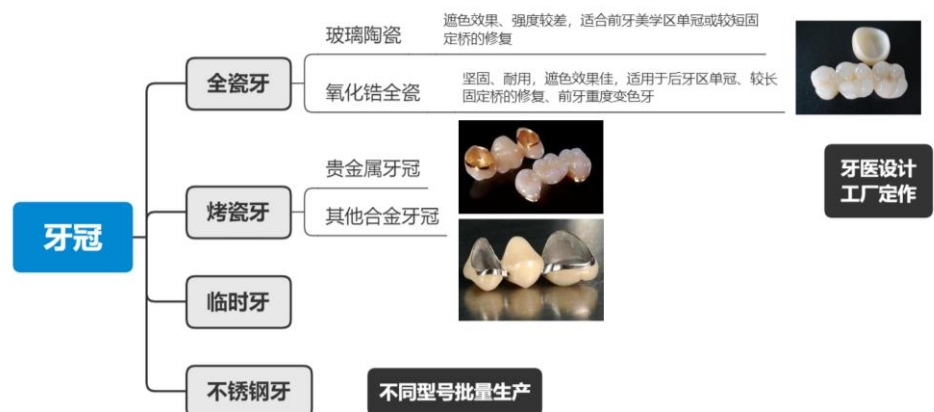 牙冠
全瓷牙
玻璃陶瓷
遮色效果、强度较差，适合前牙美学区单冠或较短固
定桥的修复
氧化锆全瓷
坚固、耐用，遮色效果佳，适用于后牙区单冠、较长
固定桥的修复、前牙重度变色牙
烤瓷牙
贵金属牙冠
其他合金牙冠
牙医设计
工厂定作
临时牙
不锈钢牙
不同型号批量生产